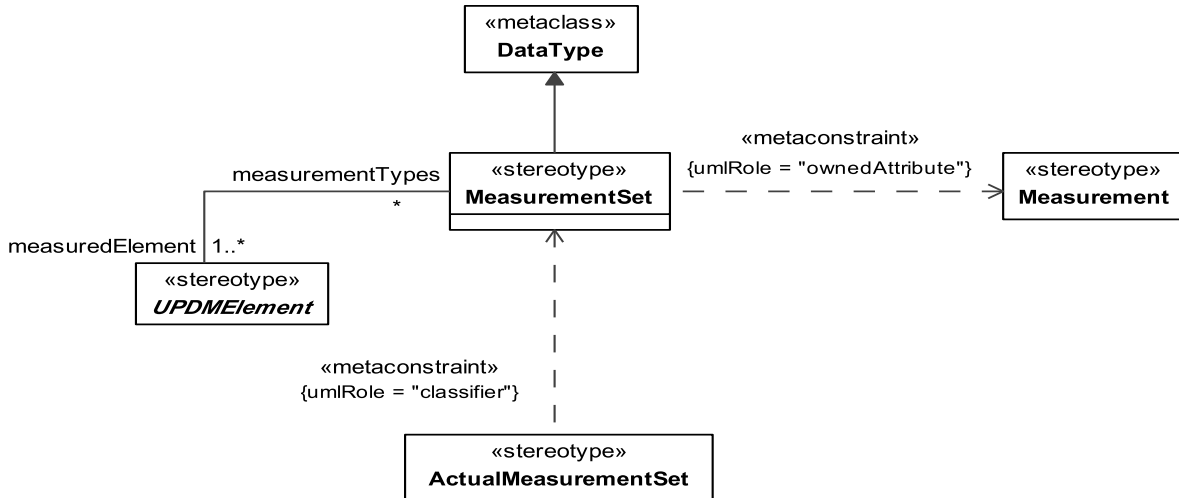 «metaclass»
DataType
«metaconstraint»
{umlRole = "ownedAttribute"}
measurementTypes
*
«stereotype»
MeasurementSet
«stereotype»
Measurement
measuredElement
1..*
«stereotype»
UPDMElement
«metaconstraint»
{umlRole = "classifier"}
«stereotype»
ActualMeasurementSet